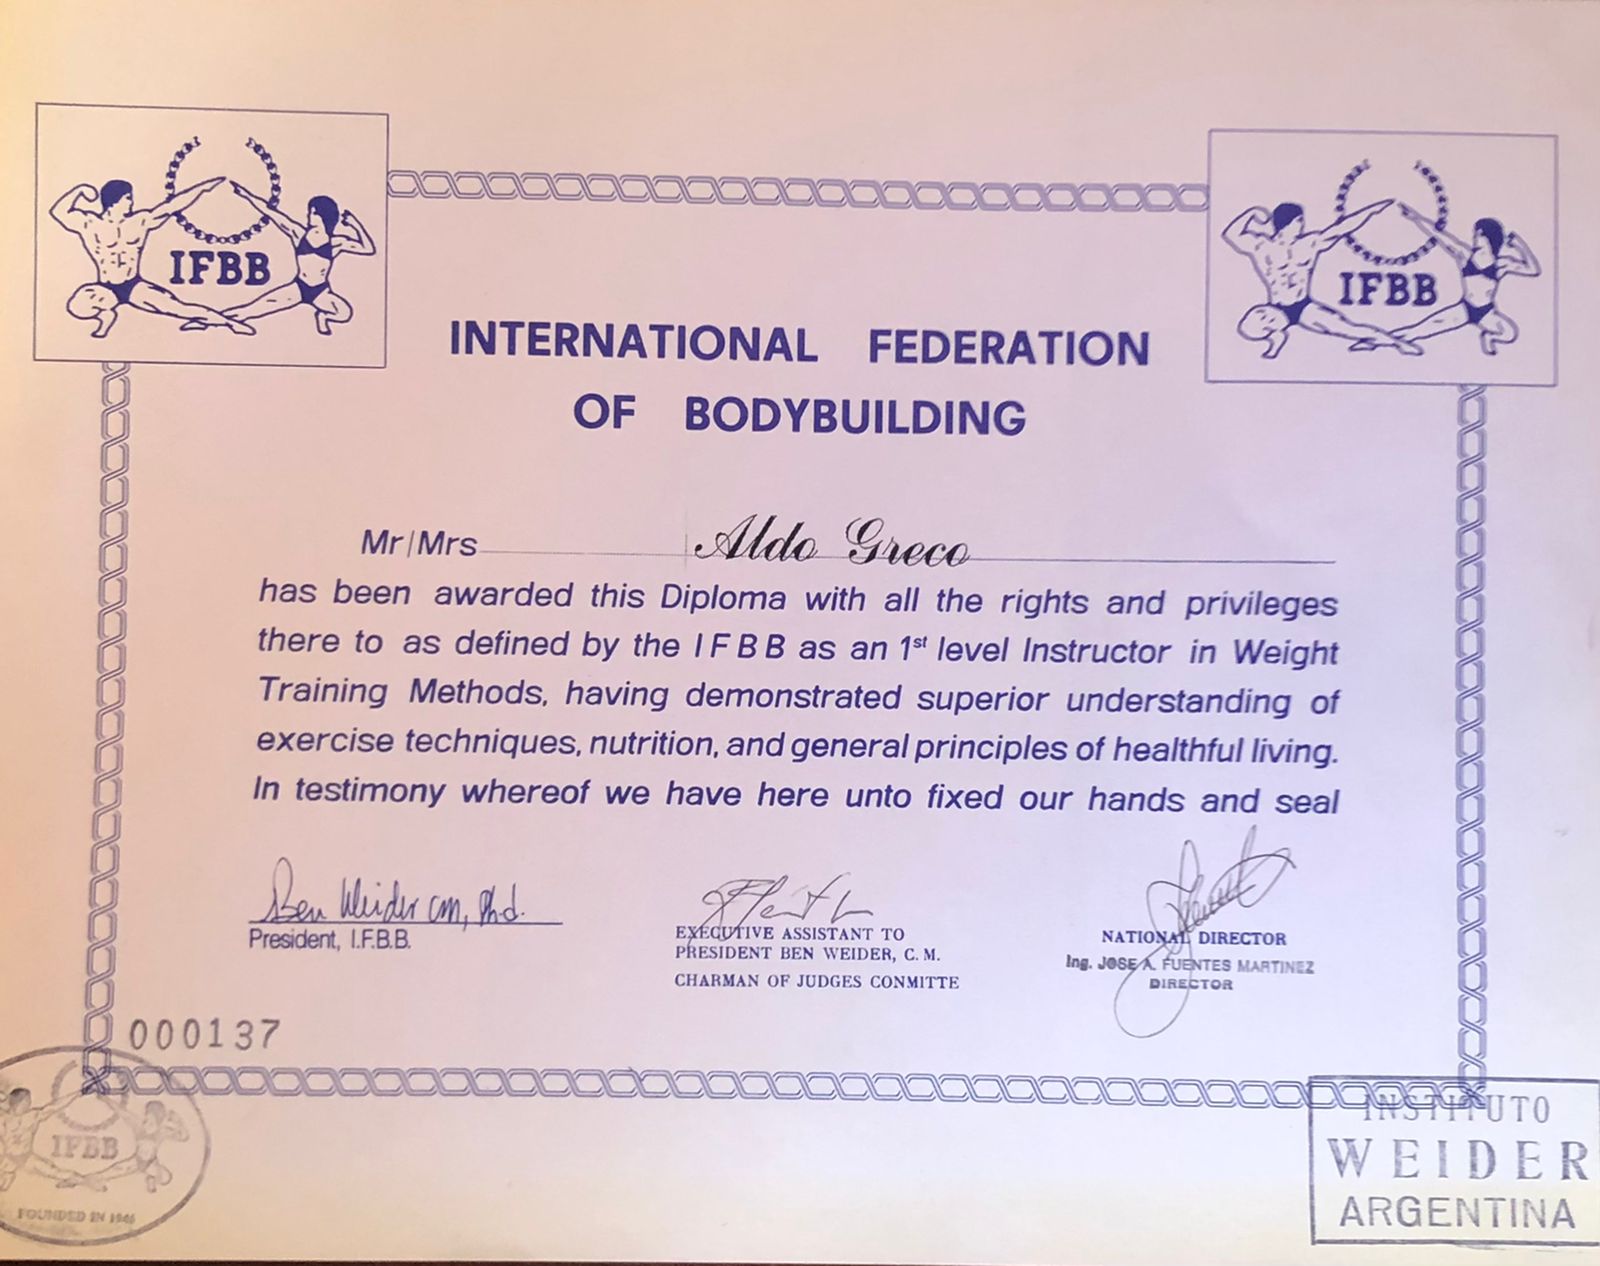 IFBB
IFBB
INTERNATIONAL FEDERATION
OF BODYBUILDING
Mr/Mrs Aldo Greco
has been awarded this Diploma with all the rights and privileges
there to as defined by the IFBB as an 1st level Instructor in Weight
Training Methods, having demonstrated superior understanding of
exercise techniques, nutrition, and general principles of healthful living.
In testimony whereof we have here unto fixed our hands and seal
Ben Weider CM, Ph.d.
President, I.F.B.B.
EXECUTIVE ASSISTANT TO
PRESIDENT BEN WEIDER, C. M.
CHARMAN OF JUDGES CONMITTE
NATIONAL DIRECTOR
Ing. JOSE A. FUENTES MARTINEZ
DIRECTOR
000137
IFBB
FOUNDED IN 1946
INSTITUTO
WEIDER
ARGENTINA